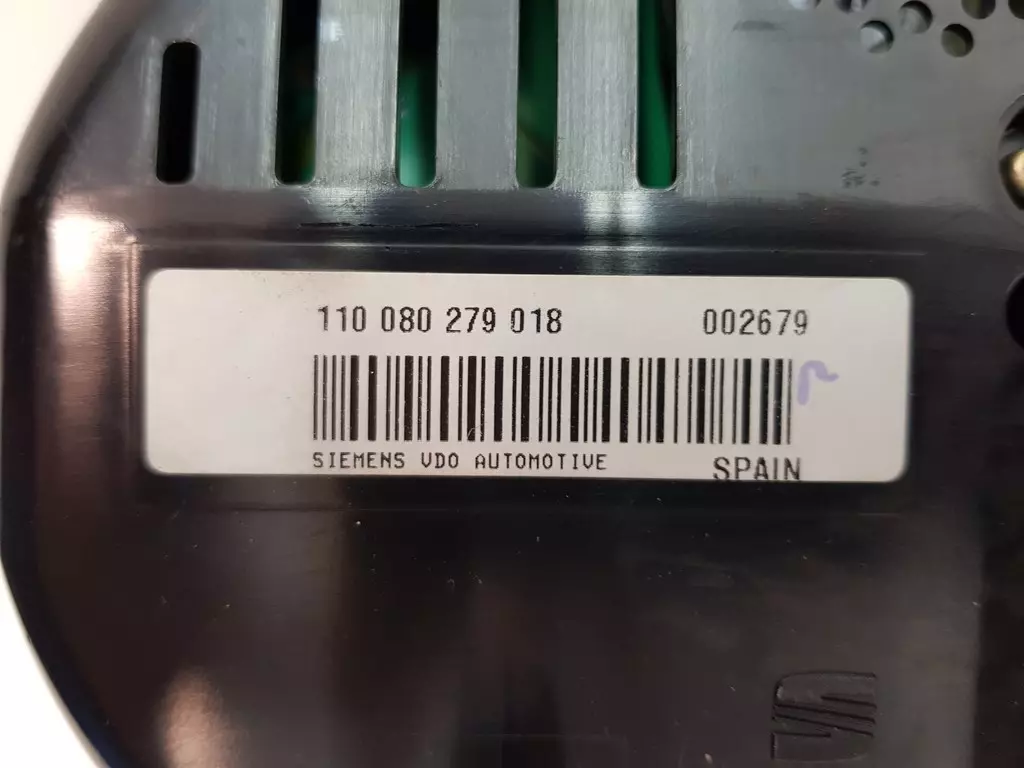 110 080 279 018 002679
SIEMENS VDO AUTOMOTIVE SPAIN